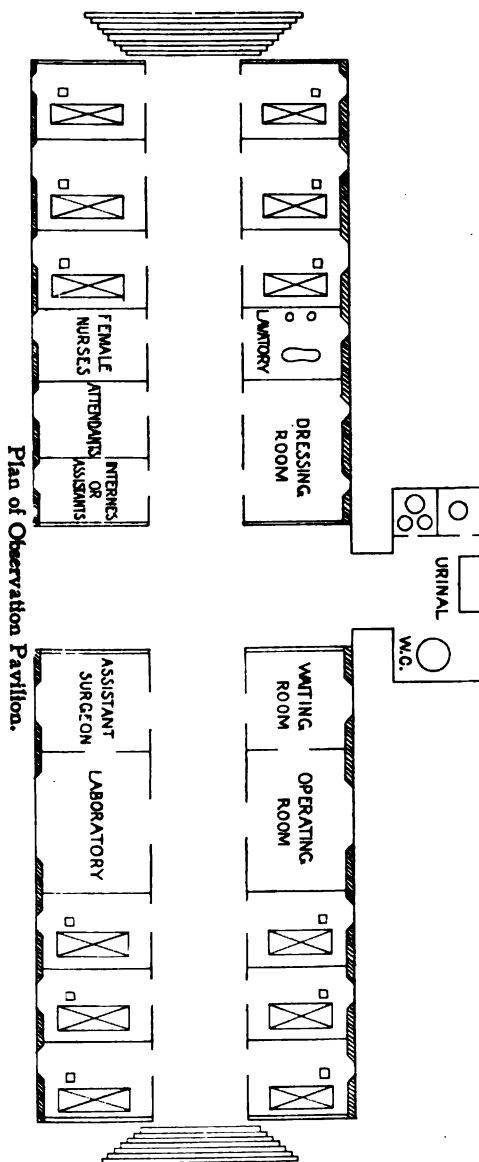 LAVATORY
DRESSING
ROOM
URINAL
W.C.
WAITING
ROOM
OPERATING
ROOM
FEMALE
NURSES
ATTENDANTS
INTERNES
OR
ASSISTANTS
ASSISTANT
SURGEON
LABORATORY
Plan of Observation Pavilion.